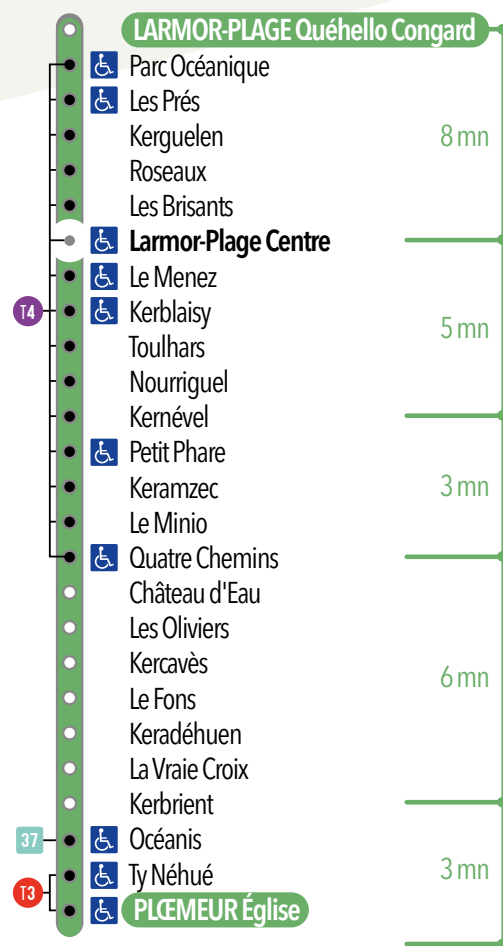 LARMOR-PLAGE Quéhello Congard
Parc Océanique
Les Prés
Kerguelen
8 mn
Roseaux
Les Brisants
Larmor-Plage Centre
Le Menez
T4
Kerblaisy
5 mn
Toulhars
Nourriguel
Kernével
Petit Phare
Keramzec
3 mn
Le Minio
Quatre Chemins
Château d'Eau
Les Oliviers
Kercavès
6 mn
Le Fons
Keradéhuen
La Vraie Croix
Kerbrient
37
Océanis
Ty Néhué
3 mn
T3
PLŒMEUR Église